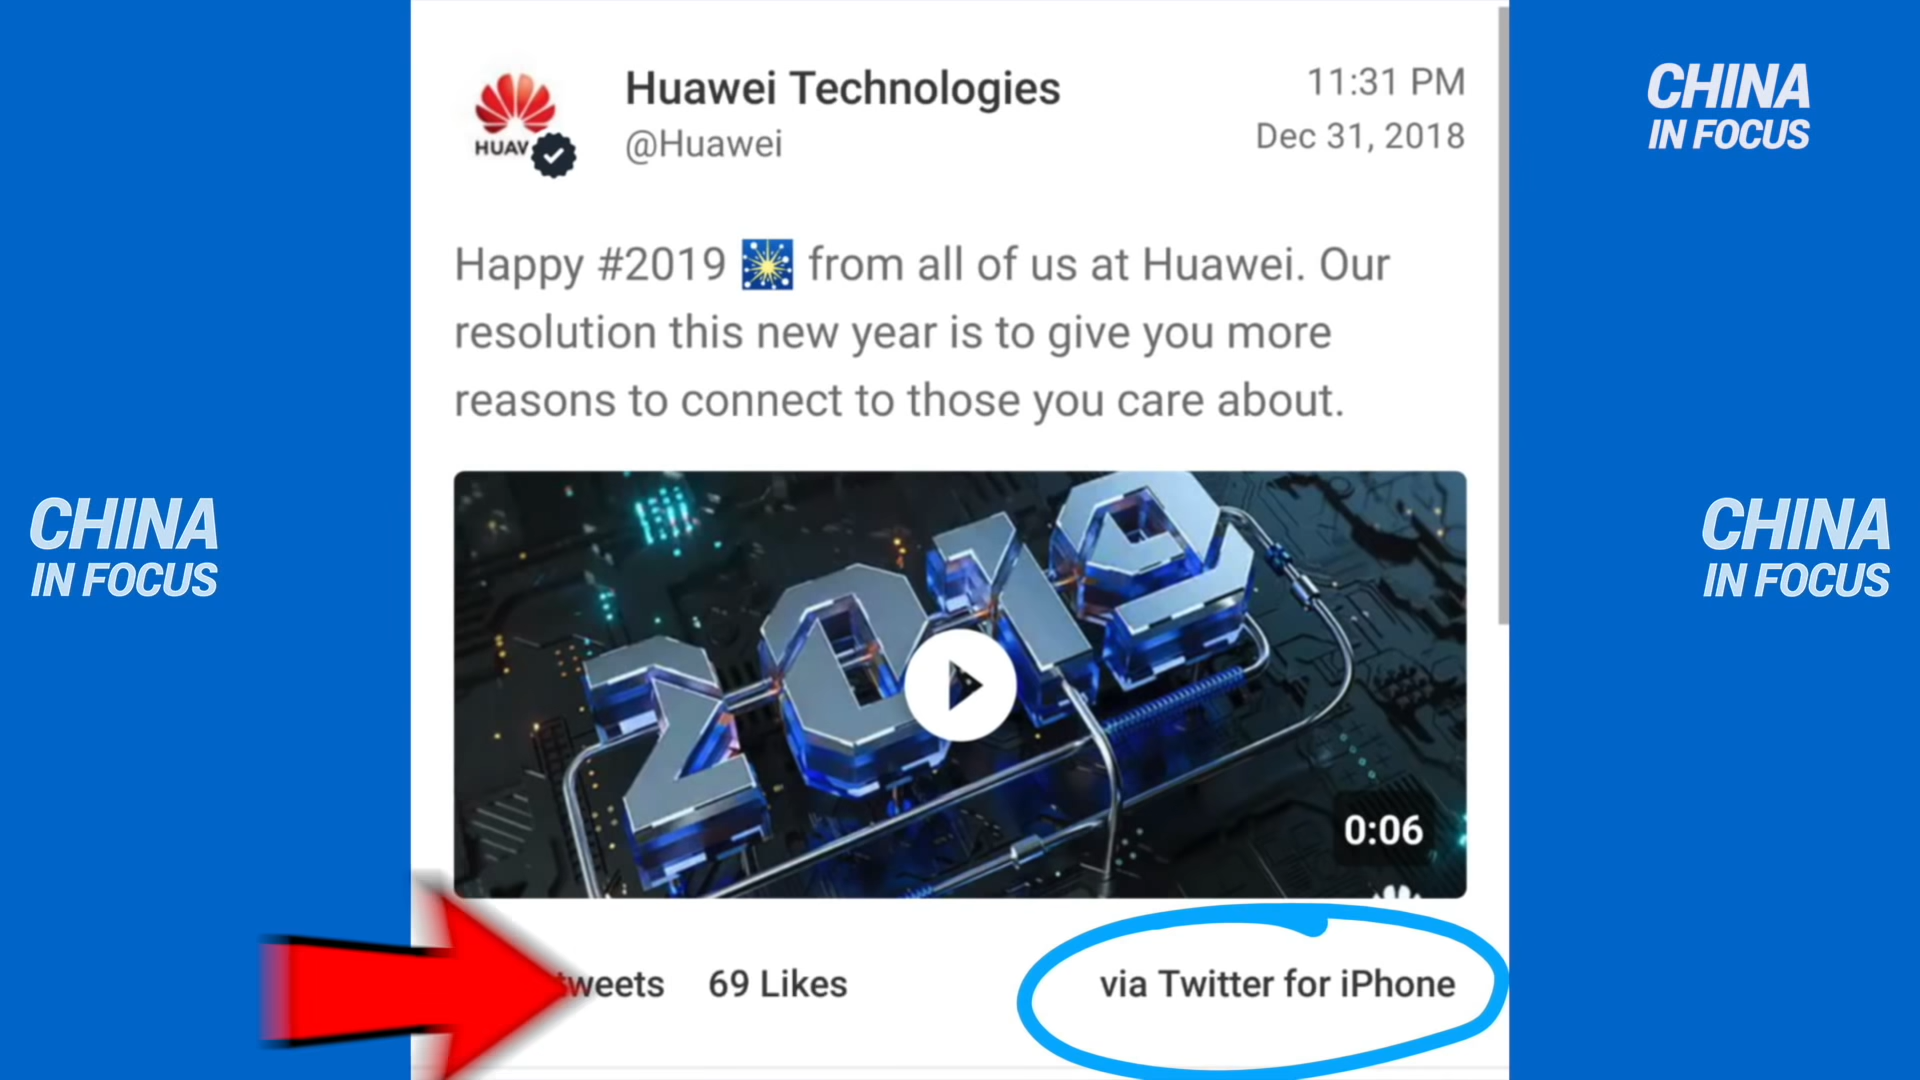 Huawei Technologies
@Huawei
11:31 PM
Dec 31, 2018
HUAW
CHINA
IN FOCUS
Happy #2019 from all of us at Huawei. Our
resolution this new year is to give you more
reasons to connect to those you care about.
CHINA
IN FOCUS
2019
CHINA
IN FOCUS
0:06
tweets 69 Likes
via Twitter for iPhone